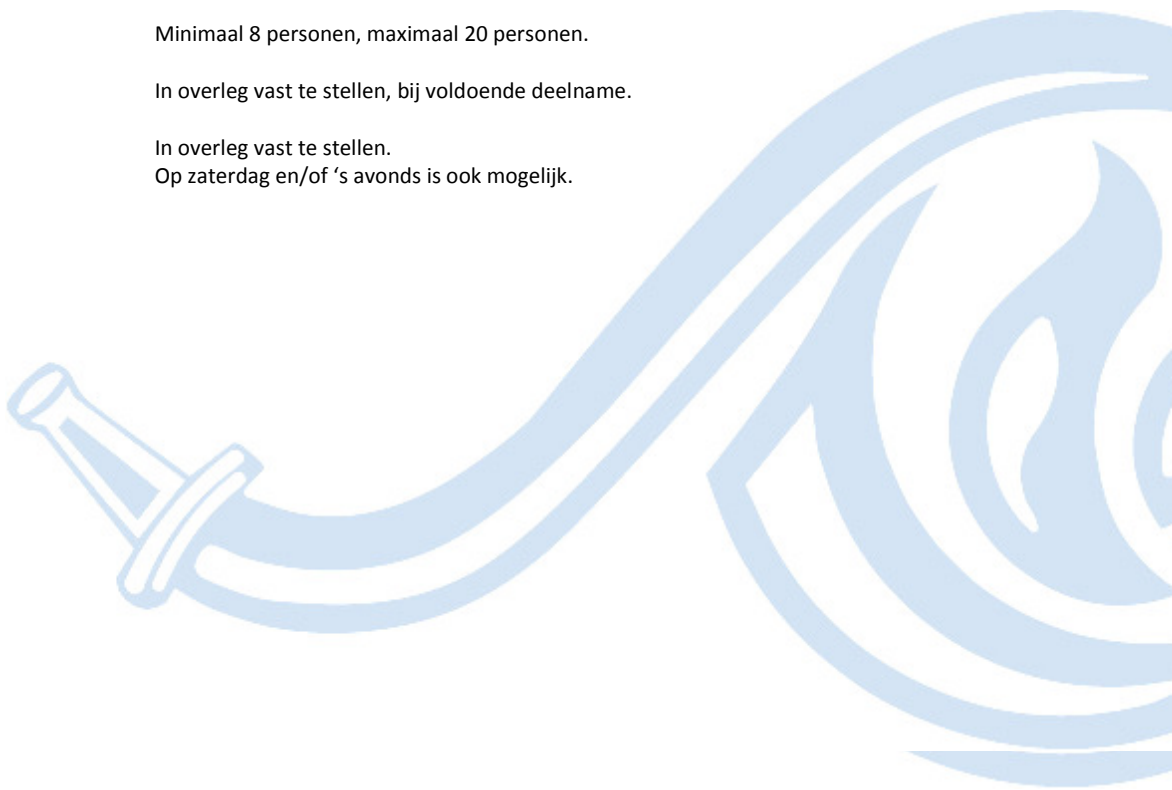 Minimaal 8 personen, maximaal 20 personen.
In overleg vast te stellen, bij voldoende deelname.
In overleg vast te stellen.
Op zaterdag en/of ‘s avonds is ook mogelijk.